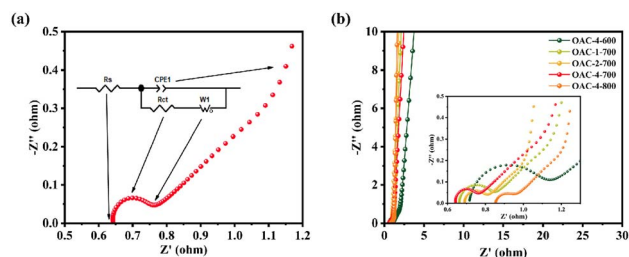 (a)
0.5
0.4
0.3
0.2
0.1
0.0
-Z'' (ohm)
Rs
CPE1
Rct
W1
0.5 0.6 0.7 0.8 0.9 1.0 1.1 1.2
Z' (ohm)
(b)
10
8
6
4
2
0
-Z'' (ohm)
OAC-4-600
OAC-1-700
OAC-2-700
OAC-4-700
OAC-4-800
0.5
0.4
0.3
0.2
0.1
0.0
-Z'' (ohm)
0.6 0.8 1.0 1.2
Z' (ohm)
0 5 10 15 20 25 30
Z' (ohm)